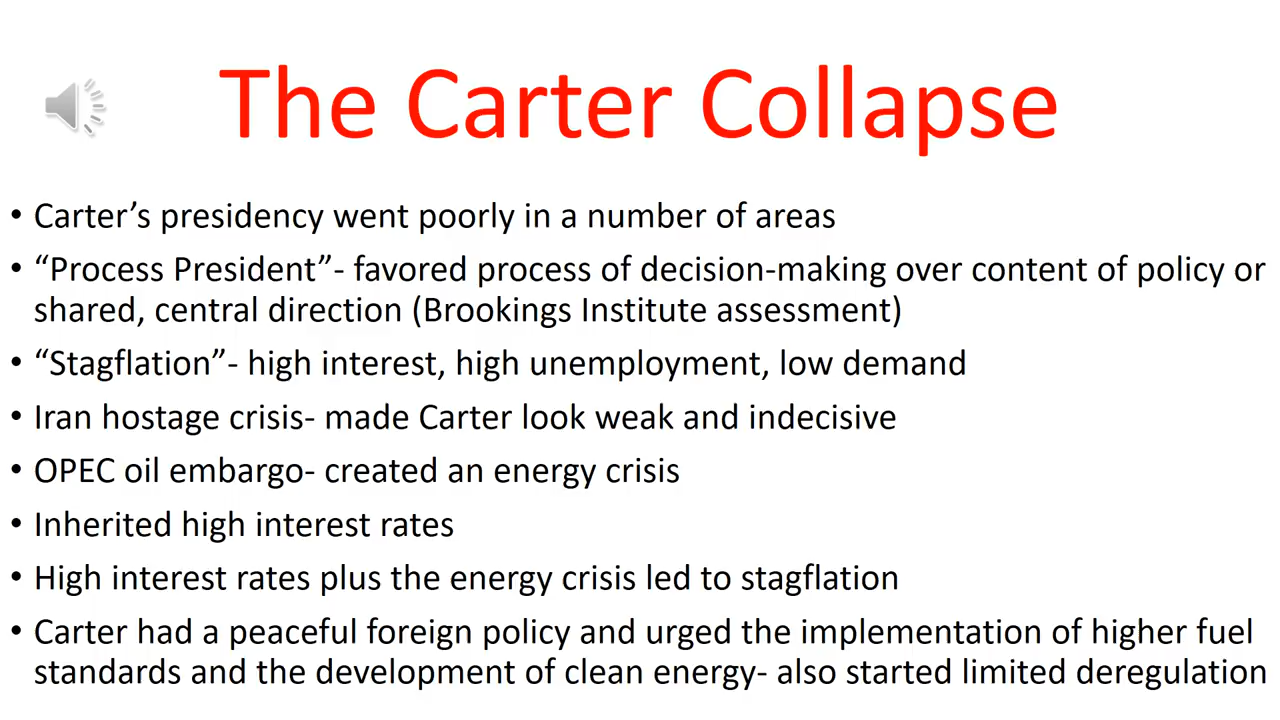 The Carter Collapse
• Carter’s presidency went poorly in a number of areas
• “Process President”- favored process of decision-making over content of policy or
shared, central direction (Brookings Institute assessment)
• “Stagflation”- high interest, high unemployment, low demand
• Iran hostage crisis- made Carter look weak and indecisive
• OPEC oil embargo- created an energy crisis
• Inherited high interest rates
• High interest rates plus the energy crisis led to stagflation
• Carter had a peaceful foreign policy and urged the implementation of higher fuel
standards and the development of clean energy- also started limited deregulation